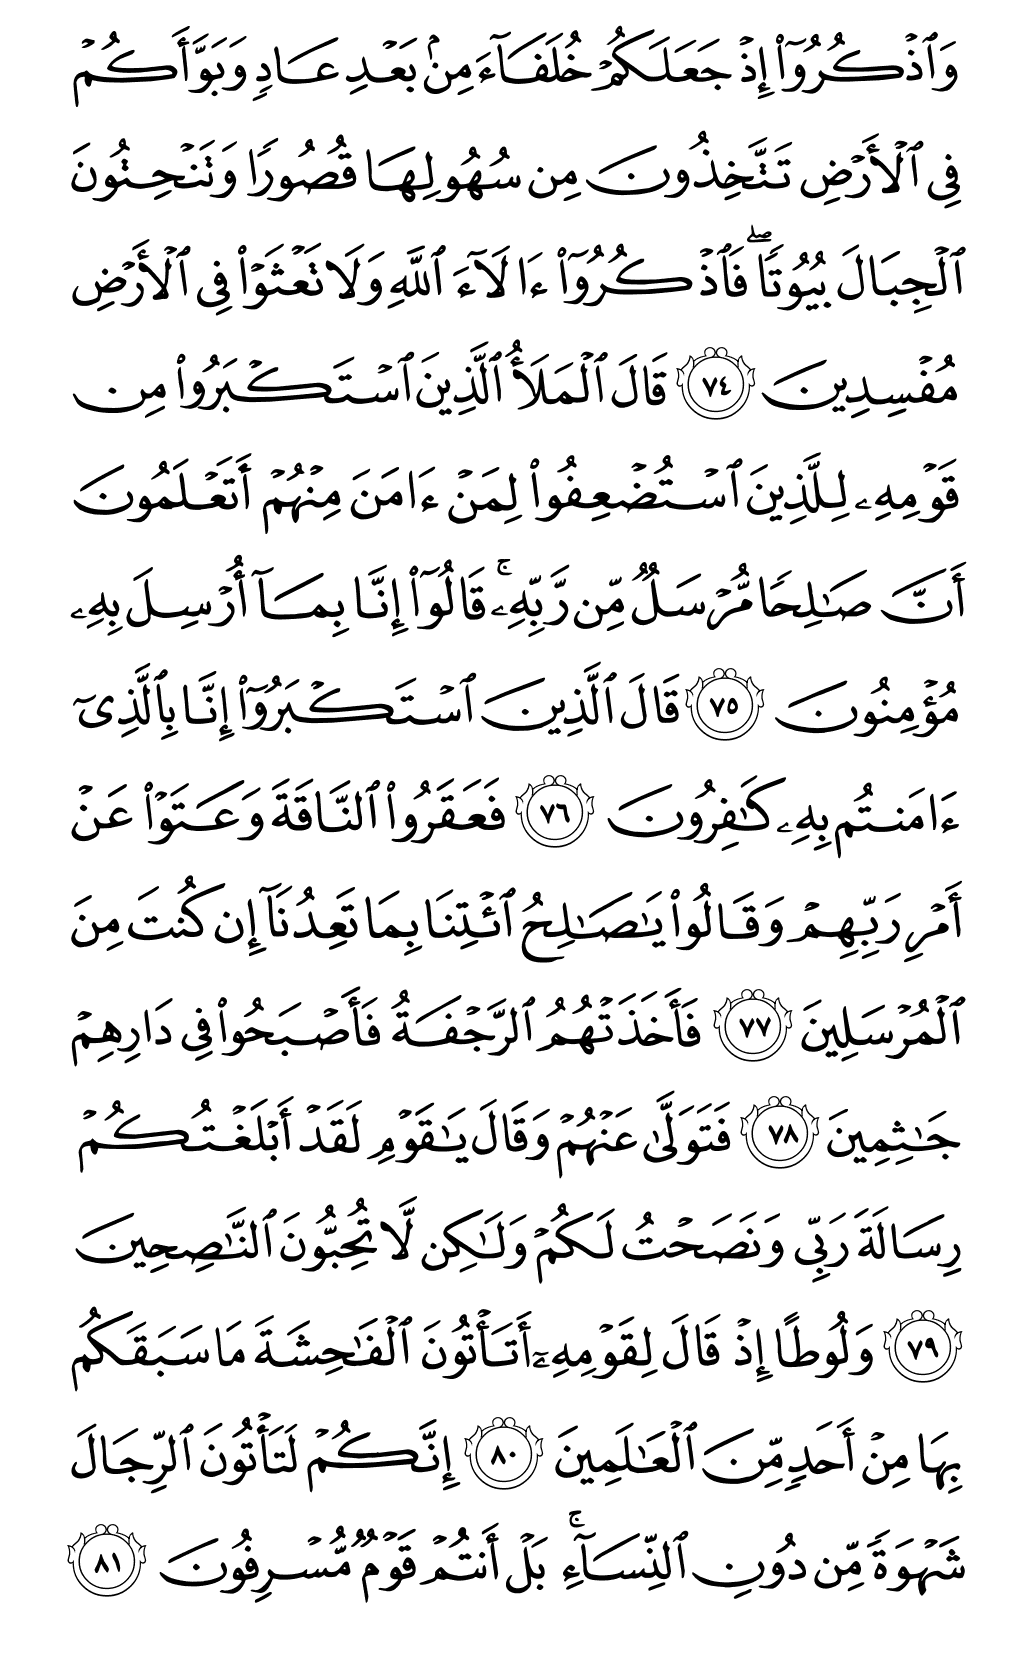 وَٱذۡكُرُوٓاْ إِذۡ جَعَلَكُمۡ خُلَفَآءَ مِنۢ بَعۡدِ عَادٖ وَبَوَّأَكُمۡ
فِي ٱلۡأَرۡضِ تَتَّخِذُونَ مِن سُهُولِهَا قُصُورٗا وَتَنۡحِتُونَ
ٱلۡجِبَالَ بُيُوتٗاۖ فَٱذۡكُرُوٓاْ ءَالَآءَ ٱللَّهِ وَلَا تَعۡثَوۡاْ فِي ٱلۡأَرۡضِ
مُفۡسِدِينَ ٧٤ قَالَ ٱلۡمَلَأُ ٱلَّذِينَ ٱسۡتَكۡبَرُواْ مِن
قَوۡمِهِۦ لِلَّذِينَ ٱسۡتُضۡعِفُواْ لِمَنۡ ءَامَنَ مِنۡهُمۡ أَتَعۡلَمُونَ
أَنَّ صَٰلِحٗا مُّرۡسَلٞ مِّن رَّبِّهِۦۚ قَالُوٓاْ إِنَّا بِمَآ أُرۡسِلَ بِهِۦ
مُؤۡمِنُونَ ٧٥ قَالَ ٱلَّذِينَ ٱسۡتَكۡبَرُوٓاْ إِنَّا بِٱلَّذِيٓ
ءَامَنتُم بِهِۦ كَٰفِرُونَ ٧٦ فَعَقَرُواْ ٱلنَّاقَةَ وَعَتَوۡاْ عَنۡ
أَمۡرِ رَبِّهِمۡ وَقَالُواْ يَٰصَٰلِحُ ٱئۡتِنَا بِمَا تَعِدُنَآ إِن كُنتَ مِنَ
ٱلۡمُرۡسَلِينَ ٧٧ فَأَخَذَتۡهُمُ ٱلرَّجۡفَةُ فَأَصۡبَحُواْ فِي دَارِهِمۡ
جَٰثِمِينَ ٧٨ فَتَوَلَّىٰ عَنۡهُمۡ وَقَالَ يَٰقَوۡمِ لَقَدۡ أَبۡلَغۡتُكُمۡ
رِسَالَةَ رَبِّي وَنَصَحۡتُ لَكُمۡ وَلَٰكِن لَّا تُحِبُّونَ ٱلنَّٰصِحِينَ
٧٩ وَلُوطًا إِذۡ قَالَ لِقَوۡمِهِۦٓ أَتَأۡتُونَ ٱلۡفَٰحِشَةَ مَا سَبَقَكُم
بِهَا مِنۡ أَحَدٖ مِّنَ ٱلۡعَٰلَمِينَ ٨٠ إِنَّكُمۡ لَتَأۡتُونَ ٱلرِّجَالَ
شَهۡوَةٗ مِّن دُونِ ٱلنِّسَآءِۚ بَلۡ أَنتُمۡ قَوۡمٞ مُّسۡرِفُونَ ٨١